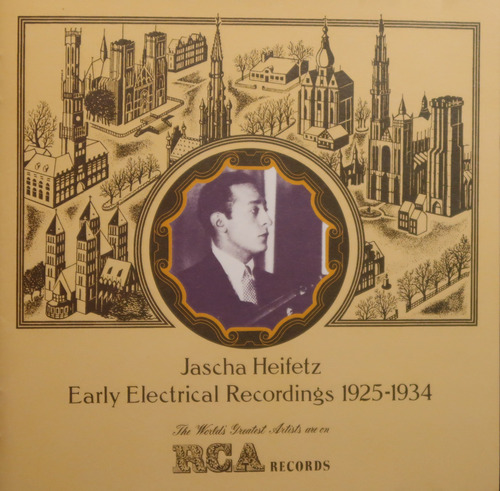 Jascha Heifetz
Early Electrical Recordings 1925-1934
The World's Greatest Artists are on
RCA RECORDS